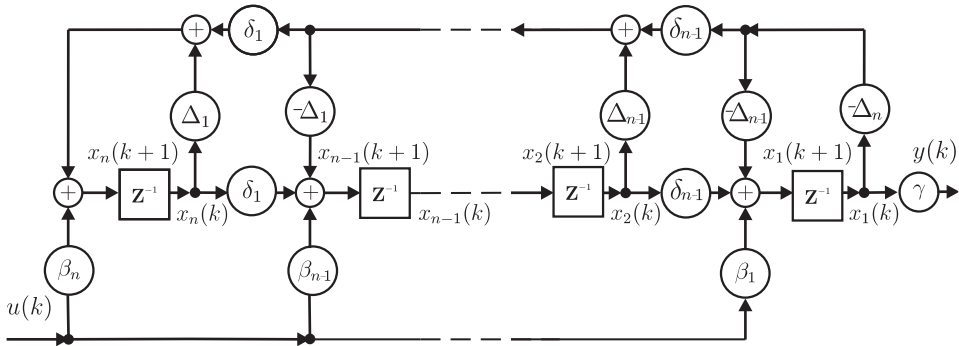 + δ₁ + δₙ₋₁
Δ₁ -Δ₁ Δₙ₋₁ -Δₙ₋₁ -Δₙ
xₙ(k+1) xₙ₋₁(k+1) x₂(k+1) x₁(k+1) y(k)
+ z⁻¹ δ₁ + z⁻¹ z⁻¹ δₙ₋₁ + z⁻¹ γ
xₙ(k) xₙ₋₁(k) x₂(k) x₁(k)
βₙ βₙ₋₁ β₁
u(k)